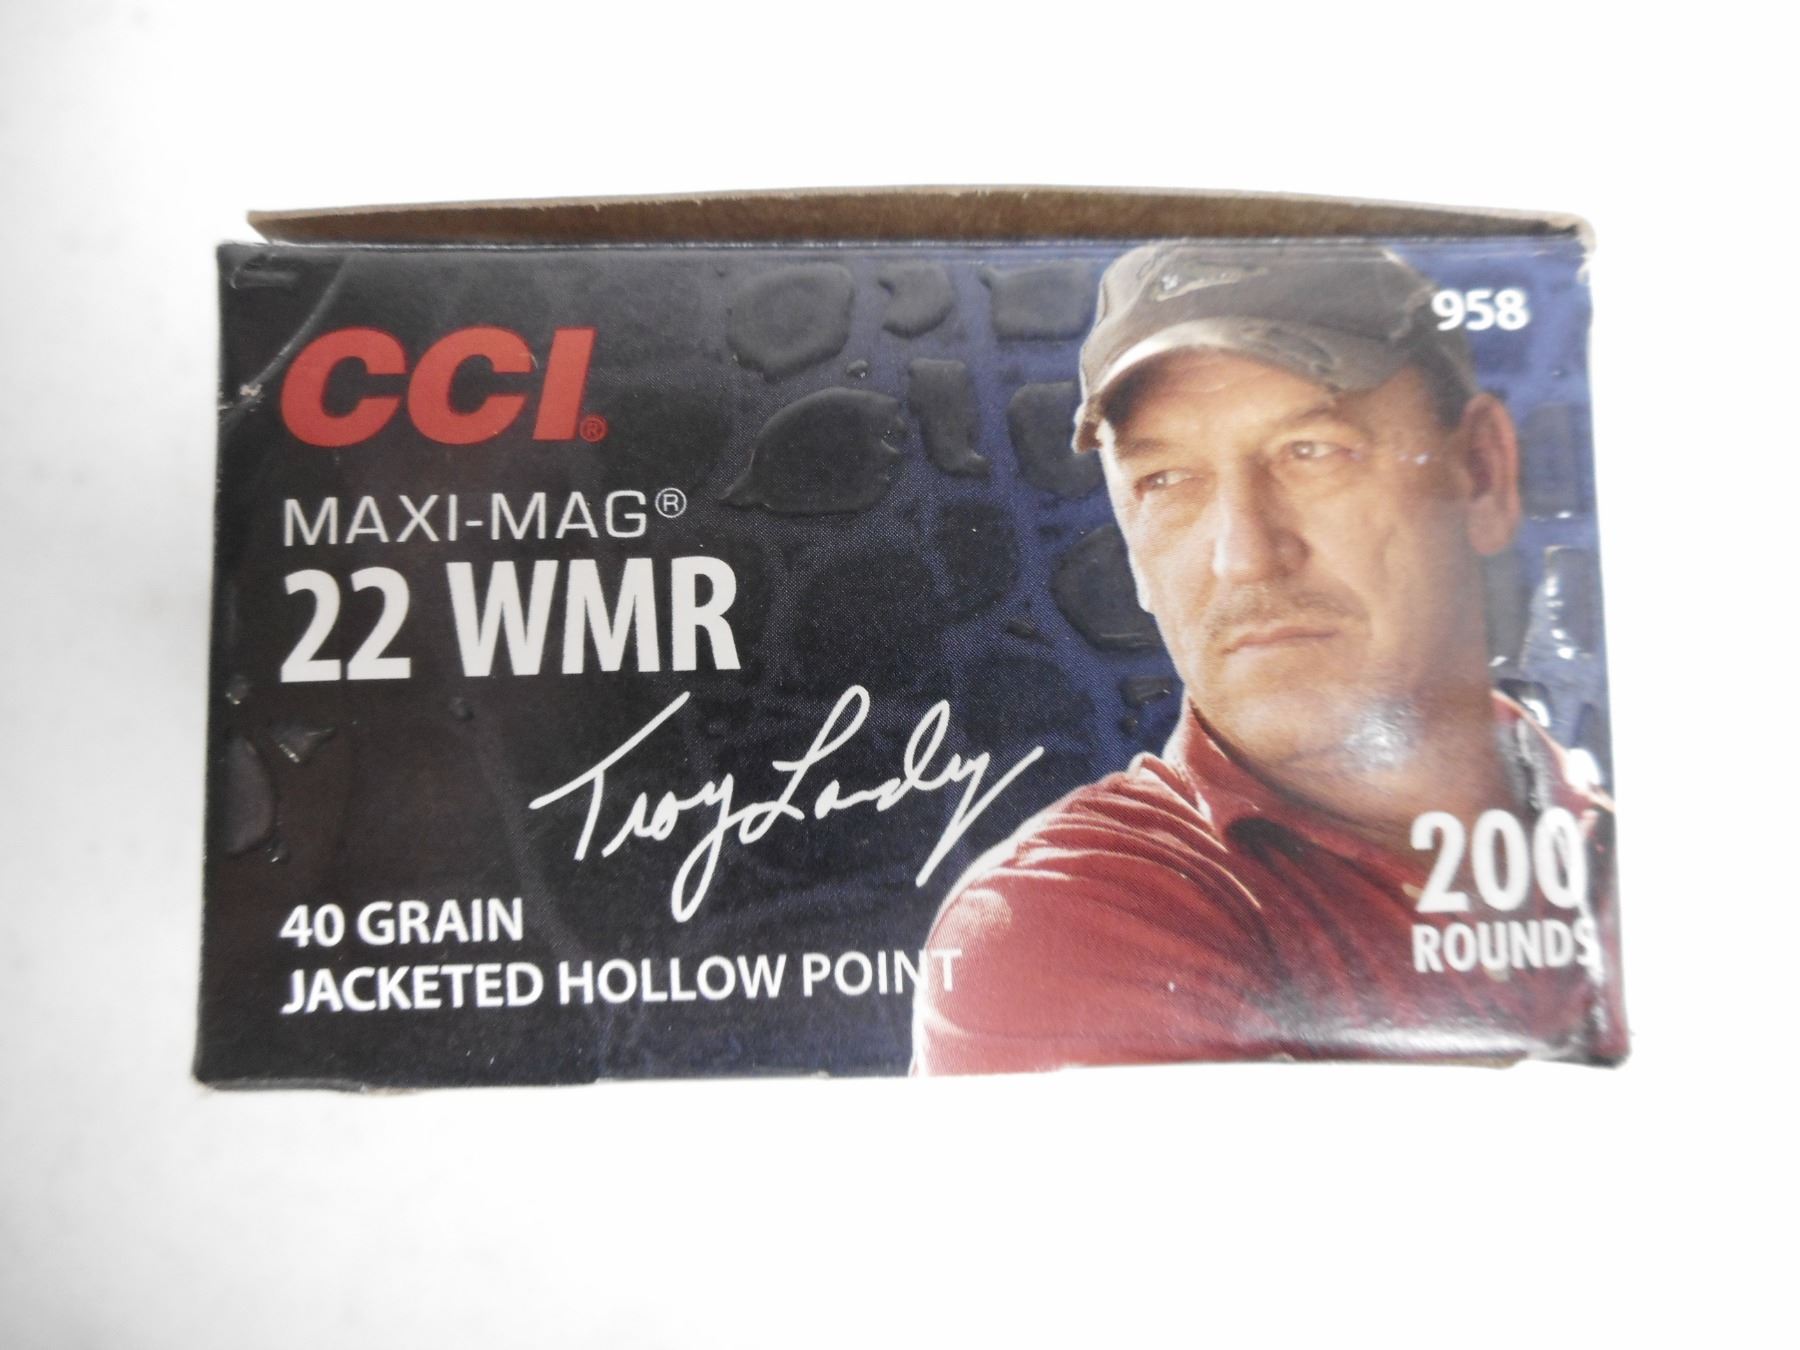 958
CCI®
MAXI-MAG®
22 WMR
Troy Landry
40 GRAIN
JACKETED HOLLOW POINT
200
ROUNDS